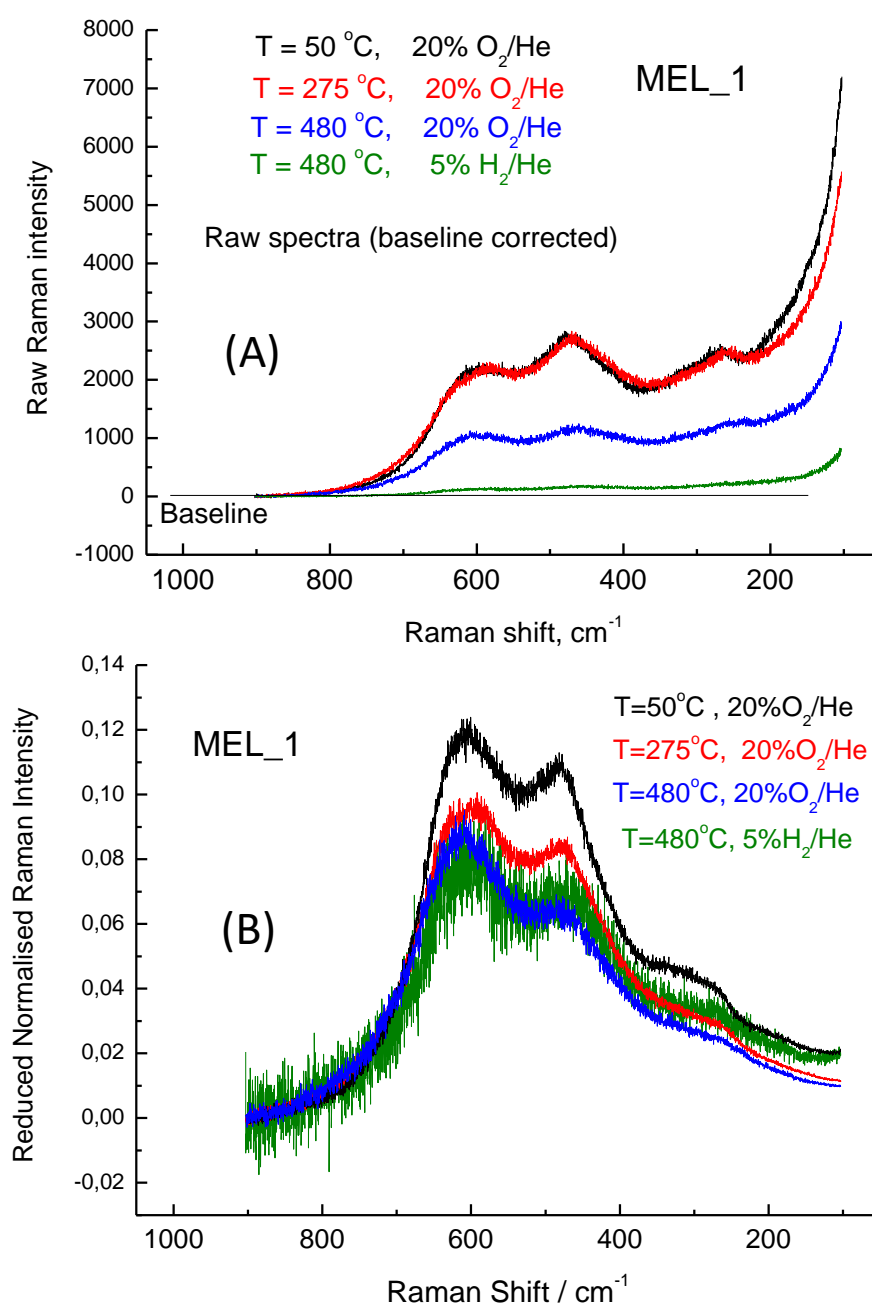 8000
7000
6000
5000
4000
3000
2000
1000
0
-1000
Raw Raman intensity
T = 50 °C, 20% O₂/He
T = 275 °C, 20% O₂/He
T = 480 °C, 20% O₂/He
T = 480 °C, 5% H₂/He
MEL_1
Raw spectra (baseline corrected)
(A)
Baseline
1000 800 600 400 200
Raman shift, cm⁻¹
0,14
0,12
0,10
0,08
0,06
0,04
0,02
0,00
-0,02
Reduced Normalised Raman Intensity
MEL_1
T=50°C , 20%O₂/He
T=275°C, 20%O₂/He
T=480°C, 20%O₂/He
T=480°C, 5%H₂/He
(B)
1000 800 600 400 200
Raman Shift / cm⁻¹